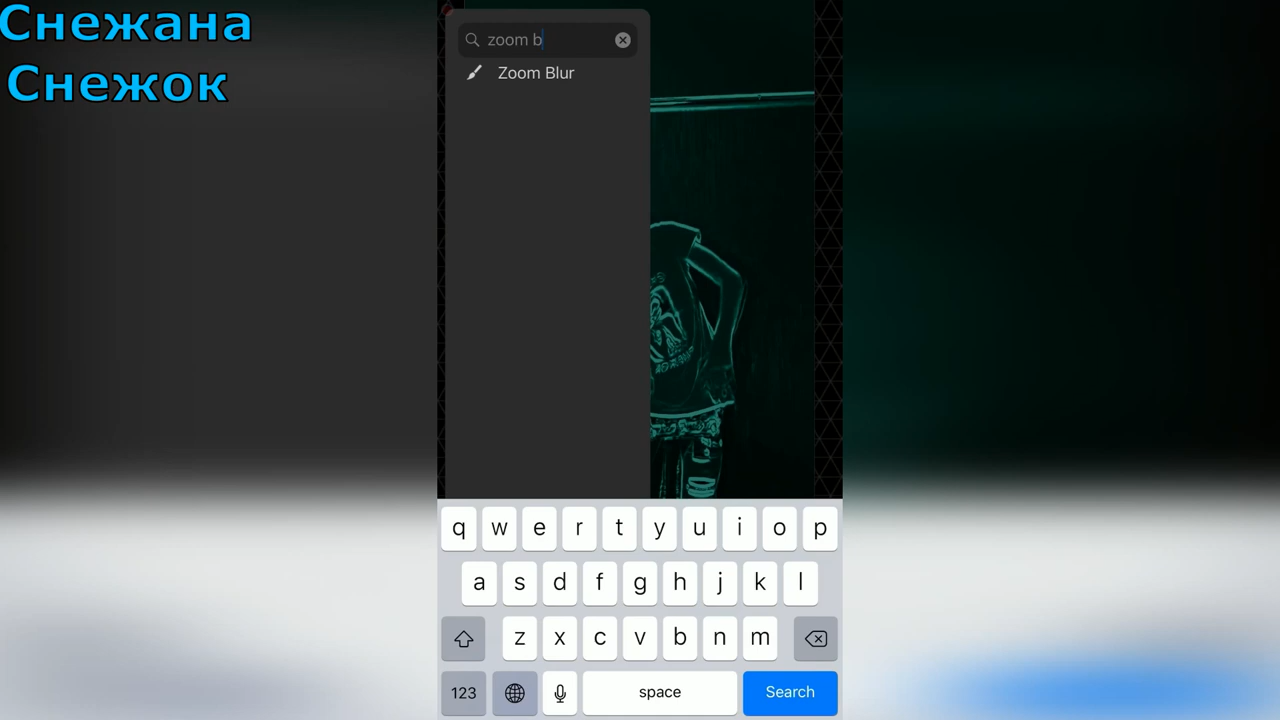 Снежана
Снежок
zoom b
Zoom Blur
q w e r t y u i o p
a s d f g h j k l
z x c v b n m
123 space Search